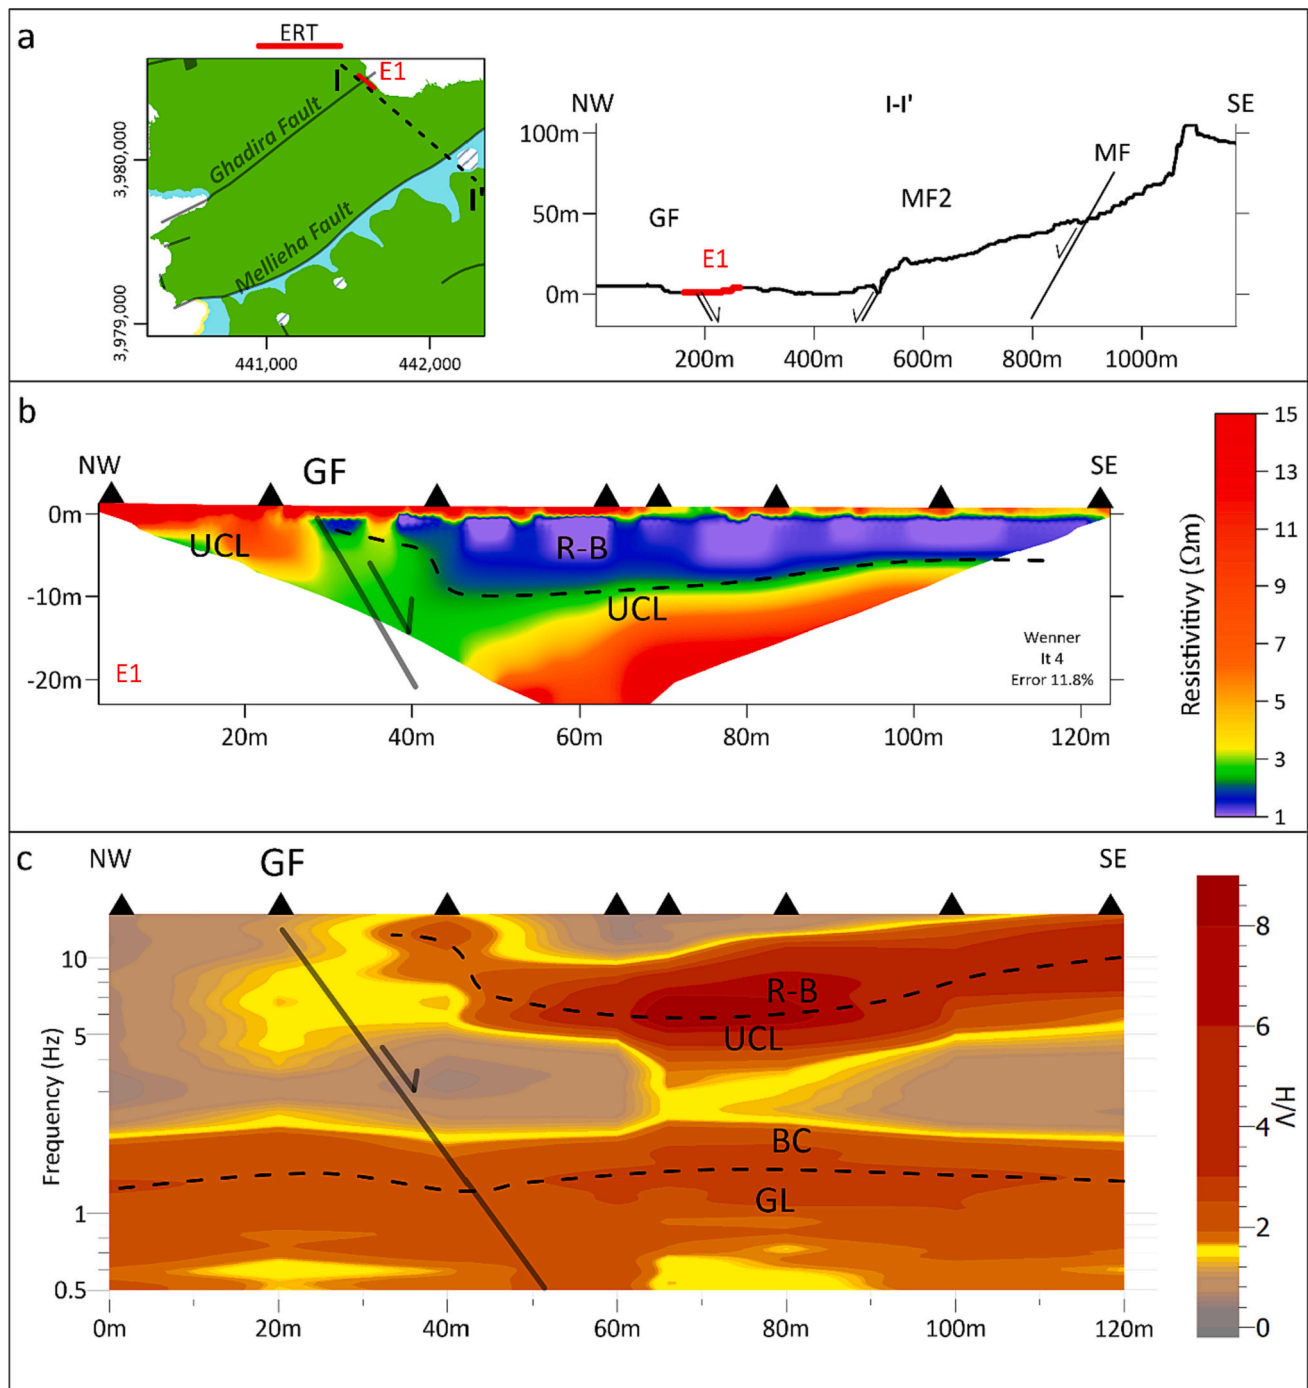 a
ERT
I
E1
Ghadira Fault
Mellieha Fault
I'
3,980,000
3,979,000
441,000
442,000
NW
I-I'
SE
100m
50m
0m
GF
E1
MF2
MF
200m
400m
600m
800m
1000m
b
NW
GF
SE
0m
-10m
-20m
UCL
R-B
UCL
E1
Wenner
It 4
Error 11.8%
20m
40m
60m
80m
100m
120m
Resistivitiy (Ωm)
15
13
11
9
7
5
3
1
c
NW
GF
SE
Frequency (Hz)
10
5
1
0.5
R-B
UCL
BC
GL
0m
20m
40m
60m
80m
100m
120m
8
6
4
2
0
H/V